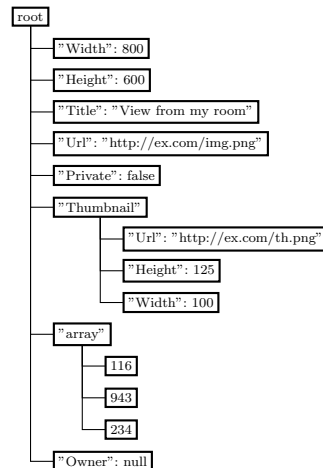 root
"Width": 800
"Height": 600
"Title": "View from my room"
"Url": "http://ex.com/img.png"
"Private": false
"Thumbnail"
"Url": "http://ex.com/th.png"
"Height": 125
"Width": 100
"array"
116
943
234
"Owner": null